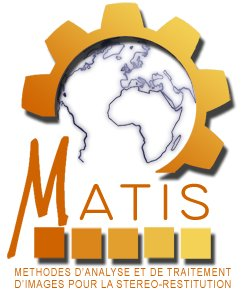 MATIS
METHODES D'ANALYSE ET DE TRAITEMENT
D'IMAGES POUR LA STEREO-RESTITUTION